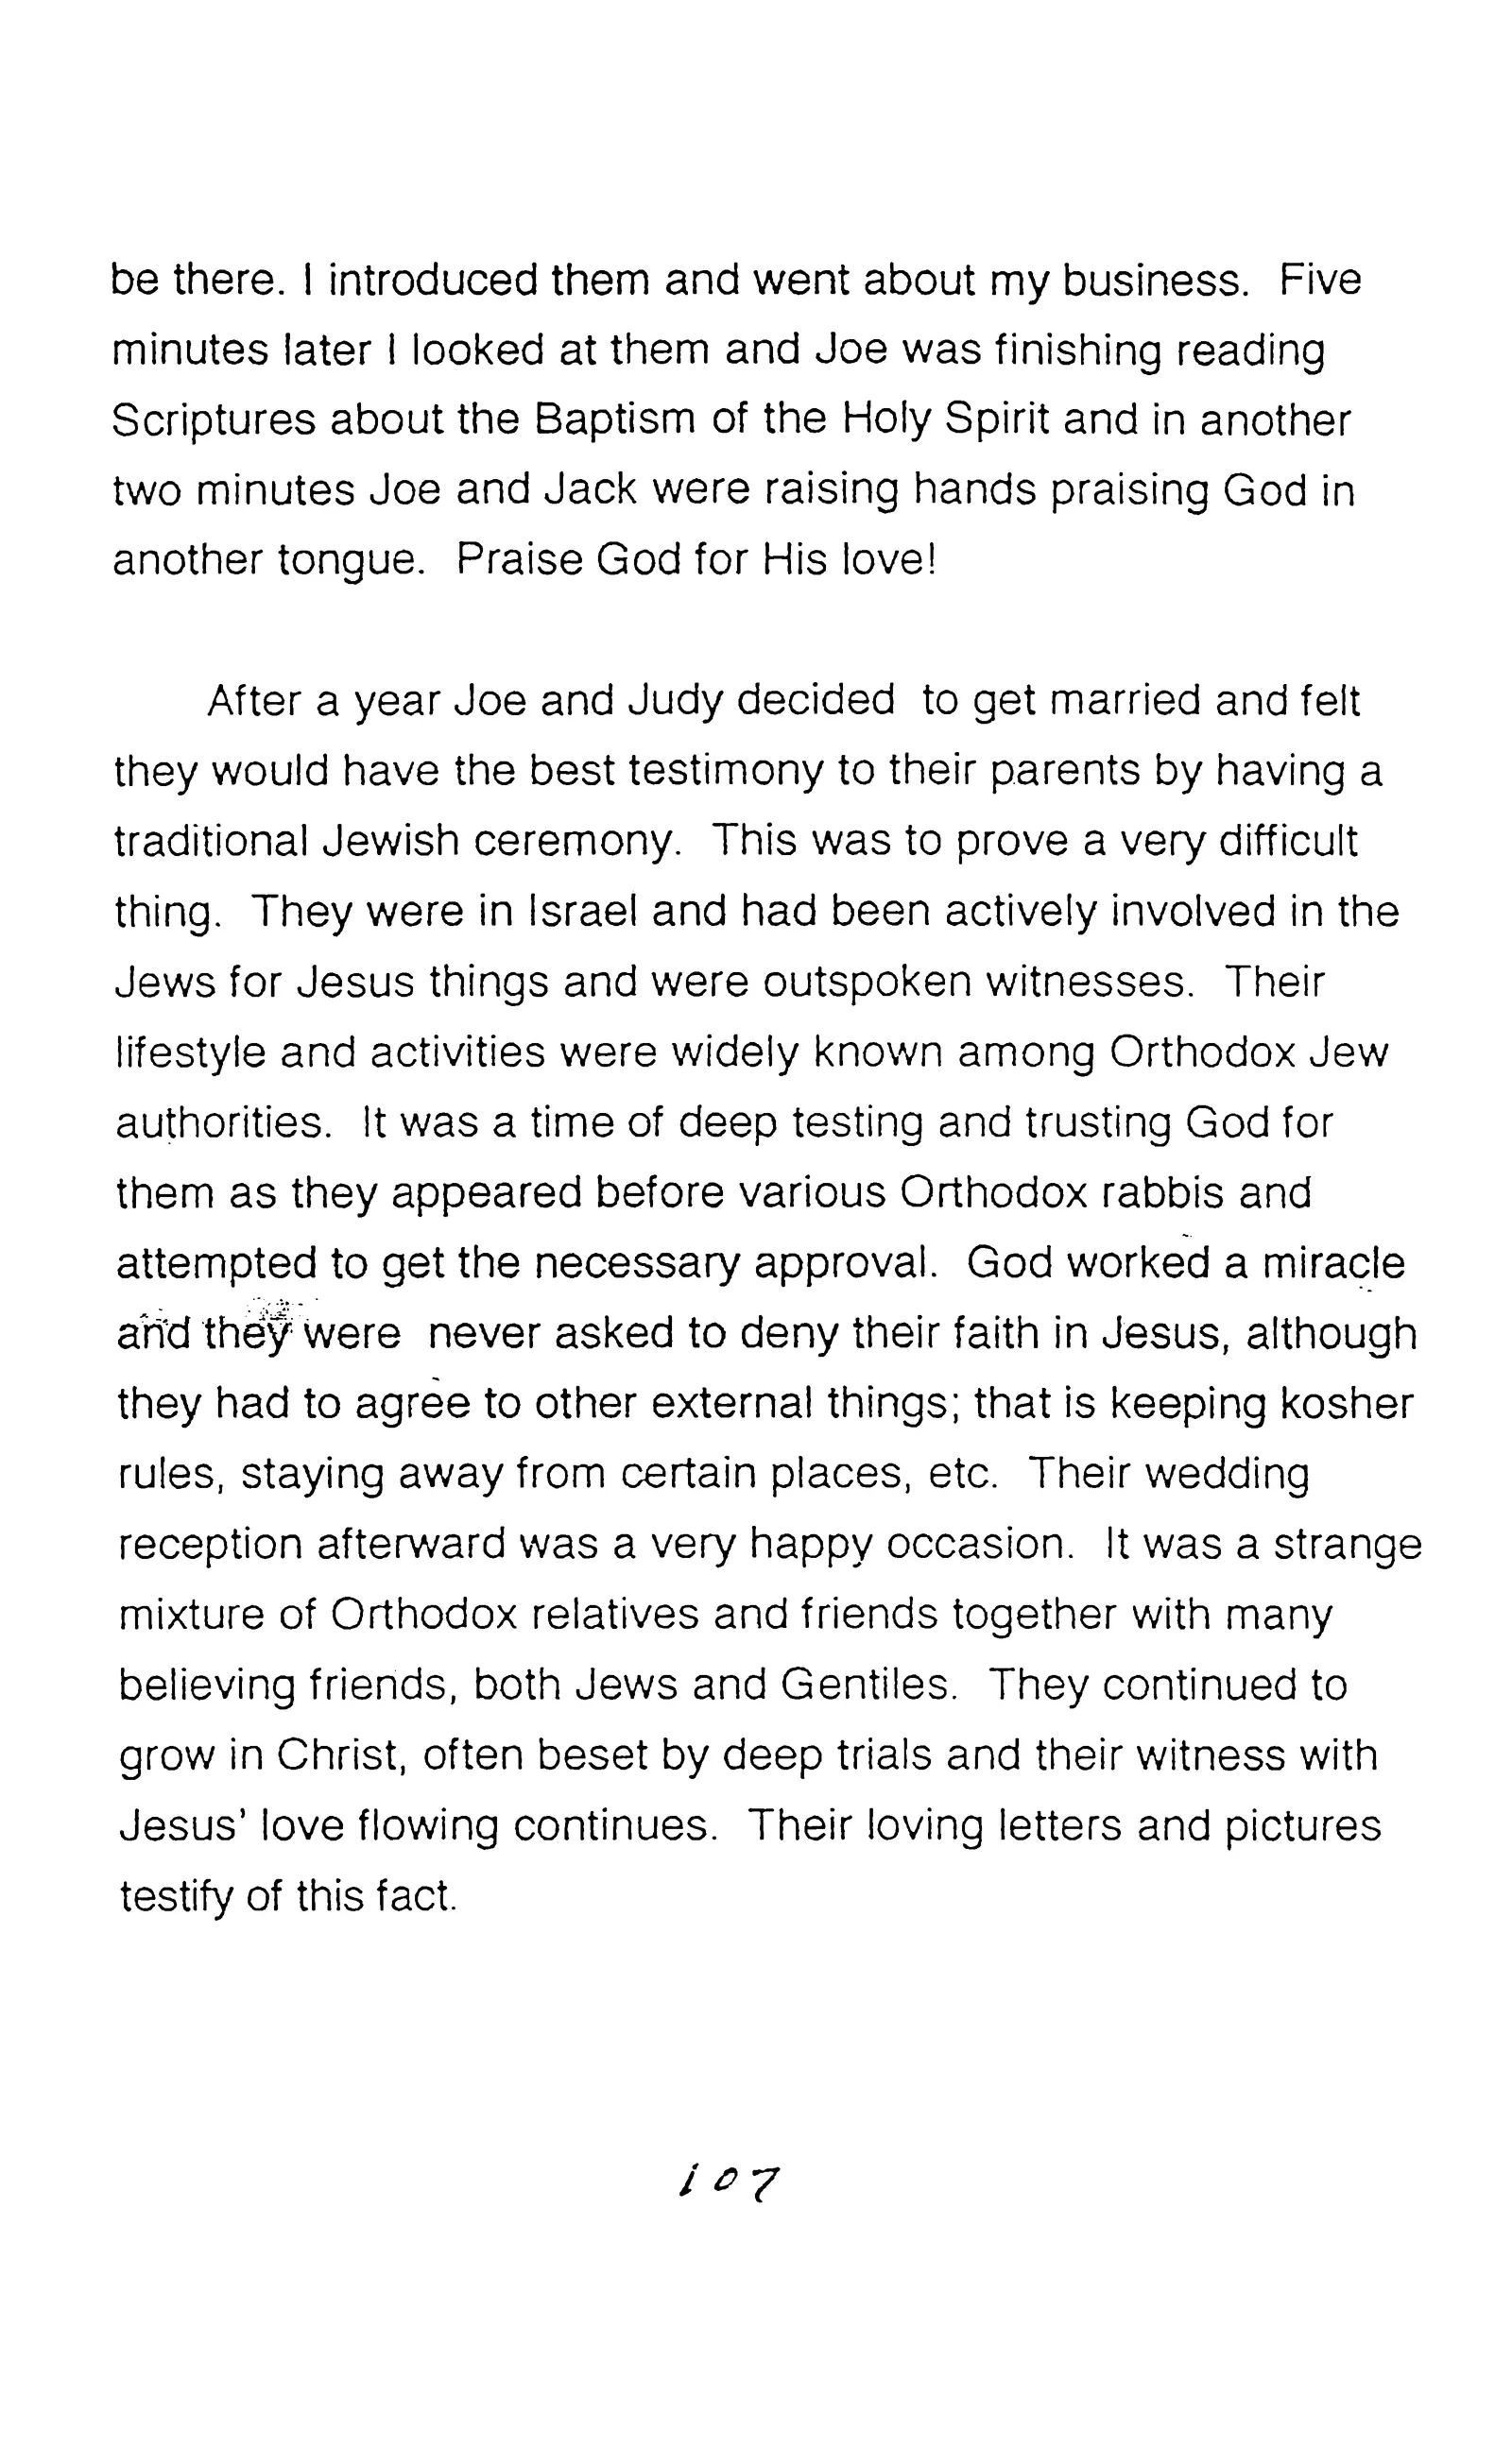 be there. I introduced them and went about my business.  Five
minutes later I looked at them and Joe was finishing reading
Scriptures about the Baptism of the Holy Spirit and in another
two minutes Joe and Jack were raising hands praising God in
another tongue.  Praise God for His love!
After a year Joe and Judy decided  to get married and felt
they would have the best testimony to their parents by having a
traditional Jewish ceremony.  This was to prove a very difficult
thing.  They were in Israel and had been actively involved in the
Jews for Jesus things and were outspoken witnesses.  Their
lifestyle and activities were widely known among Orthodox Jew
authorities.  It was a time of deep testing and trusting God for
them as they appeared before various Orthodox rabbis and
attempted to get the necessary approval.  God worked a miracle
and they were  never asked to deny their faith in Jesus, although
they had to agree to other external things; that is keeping kosher
rules, staying away from certain places, etc.  Their wedding
reception afterward was a very happy occasion.  It was a strange
mixture of Orthodox relatives and friends together with many
believing friends, both Jews and Gentiles.  They continued to
grow in Christ, often beset by deep trials and their witness with
Jesus' love flowing continues.  Their loving letters and pictures
testify of this fact.
107